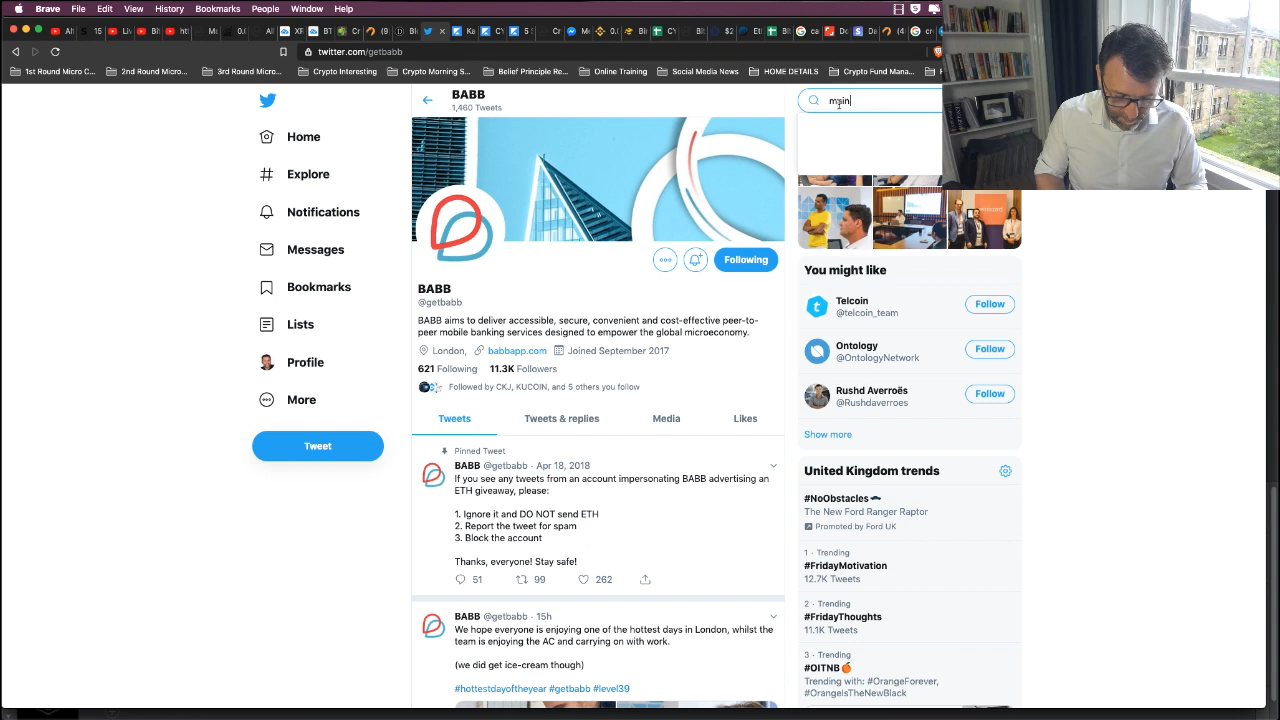 Brave File Edit View History Bookmarks People Window Help
twitter.com/getbabb
1st Round Micro C... 2nd Round Micro... 3rd Round Micro... Crypto Interesting Crypto Morning S... Belief Principle Re... Online Training Social Media News HOME DETAILS Crypto Fund Mana...
BABB
1,460 Tweets
main
Home
Explore
Notifications
Messages
Bookmarks
Lists
Profile
More
Tweet
Following
BABB
@getbabb
BABB aims to deliver accessible, secure, convenient and cost-effective peer-to-
peer mobile banking services designed to empower the global microeconomy.
London, babbapp.com Joined September 2017
621 Following 11.3K Followers
Followed by CKJ, KUCOIN, and 5 others you follow
Tweets Tweets & replies Media Likes
Pinned Tweet
BABB @getbabb · Apr 18, 2018
If you see any tweets from an account impersonating BABB advertising an
ETH giveaway, please:
1. Ignore it and DO NOT send ETH
2. Report the tweet for spam
3. Block the account
Thanks, everyone! Stay safe!
51 99 262
BABB @getbabb · 15h
We hope everyone is enjoying one of the hottest days in London, whilst the
team is enjoying the AC and carrying on with work.
(we did get ice-cream though)
#hottestdayoftheyear #getbabb #level39
You might like
Telcoin
@telcoin_team
Follow
Ontology
@OntologyNetwork
Follow
Rushd Averroës
@Rushdaverroes
Follow
Show more
United Kingdom trends
#NoObstacles
The New Ford Ranger Raptor
Promoted by Ford UK
1 · Trending
#FridayMotivation
12.7K Tweets
2 · Trending
#FridayThoughts
11.1K Tweets
3 · Trending
#OITNB
Trending with: #OrangeForever,
#OrangeIsTheNewBlack